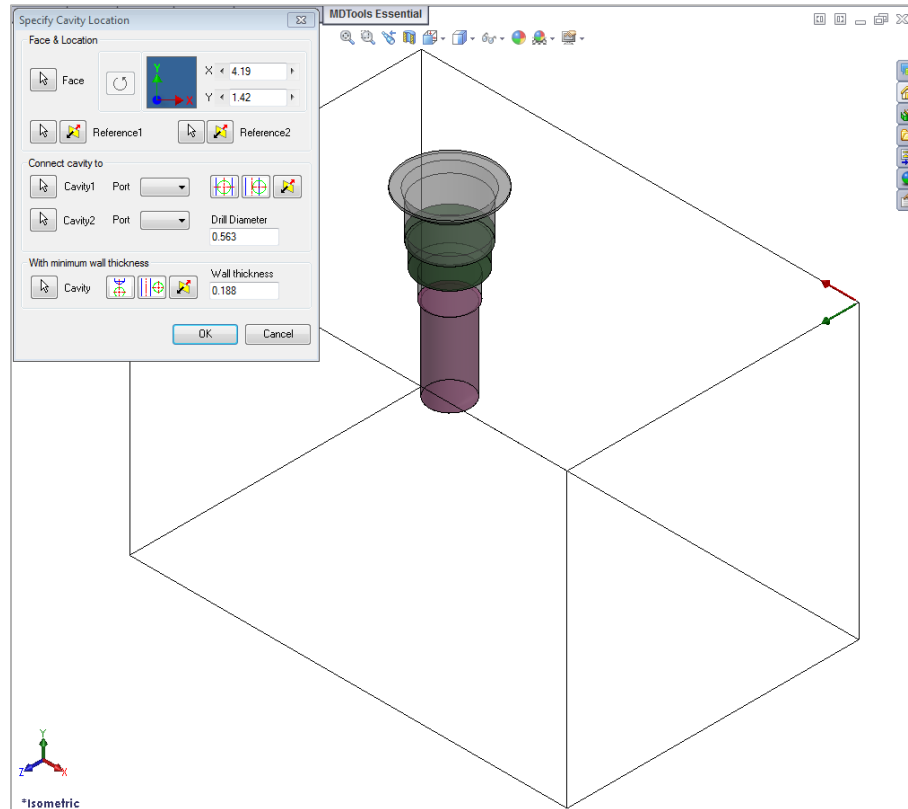 Specify Cavity Location
MDTools Essential
Face & Location
Face
Y
X
X 4.19
Y 1.42
Reference1
Reference2
Connect cavity to
Cavity1 Port
Cavity2 Port
Drill Diameter
0.563
With minimum wall thickness
Cavity
Wall thickness
0.188
OK
Cancel
Y
Z
X
*Isometric